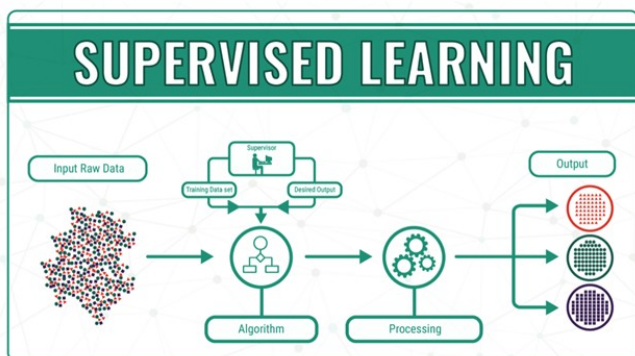 SUPERVISED LEARNING
Input Raw Data
Supervisor
Training Data set
Desired Output
Algorithm
Processing
Output